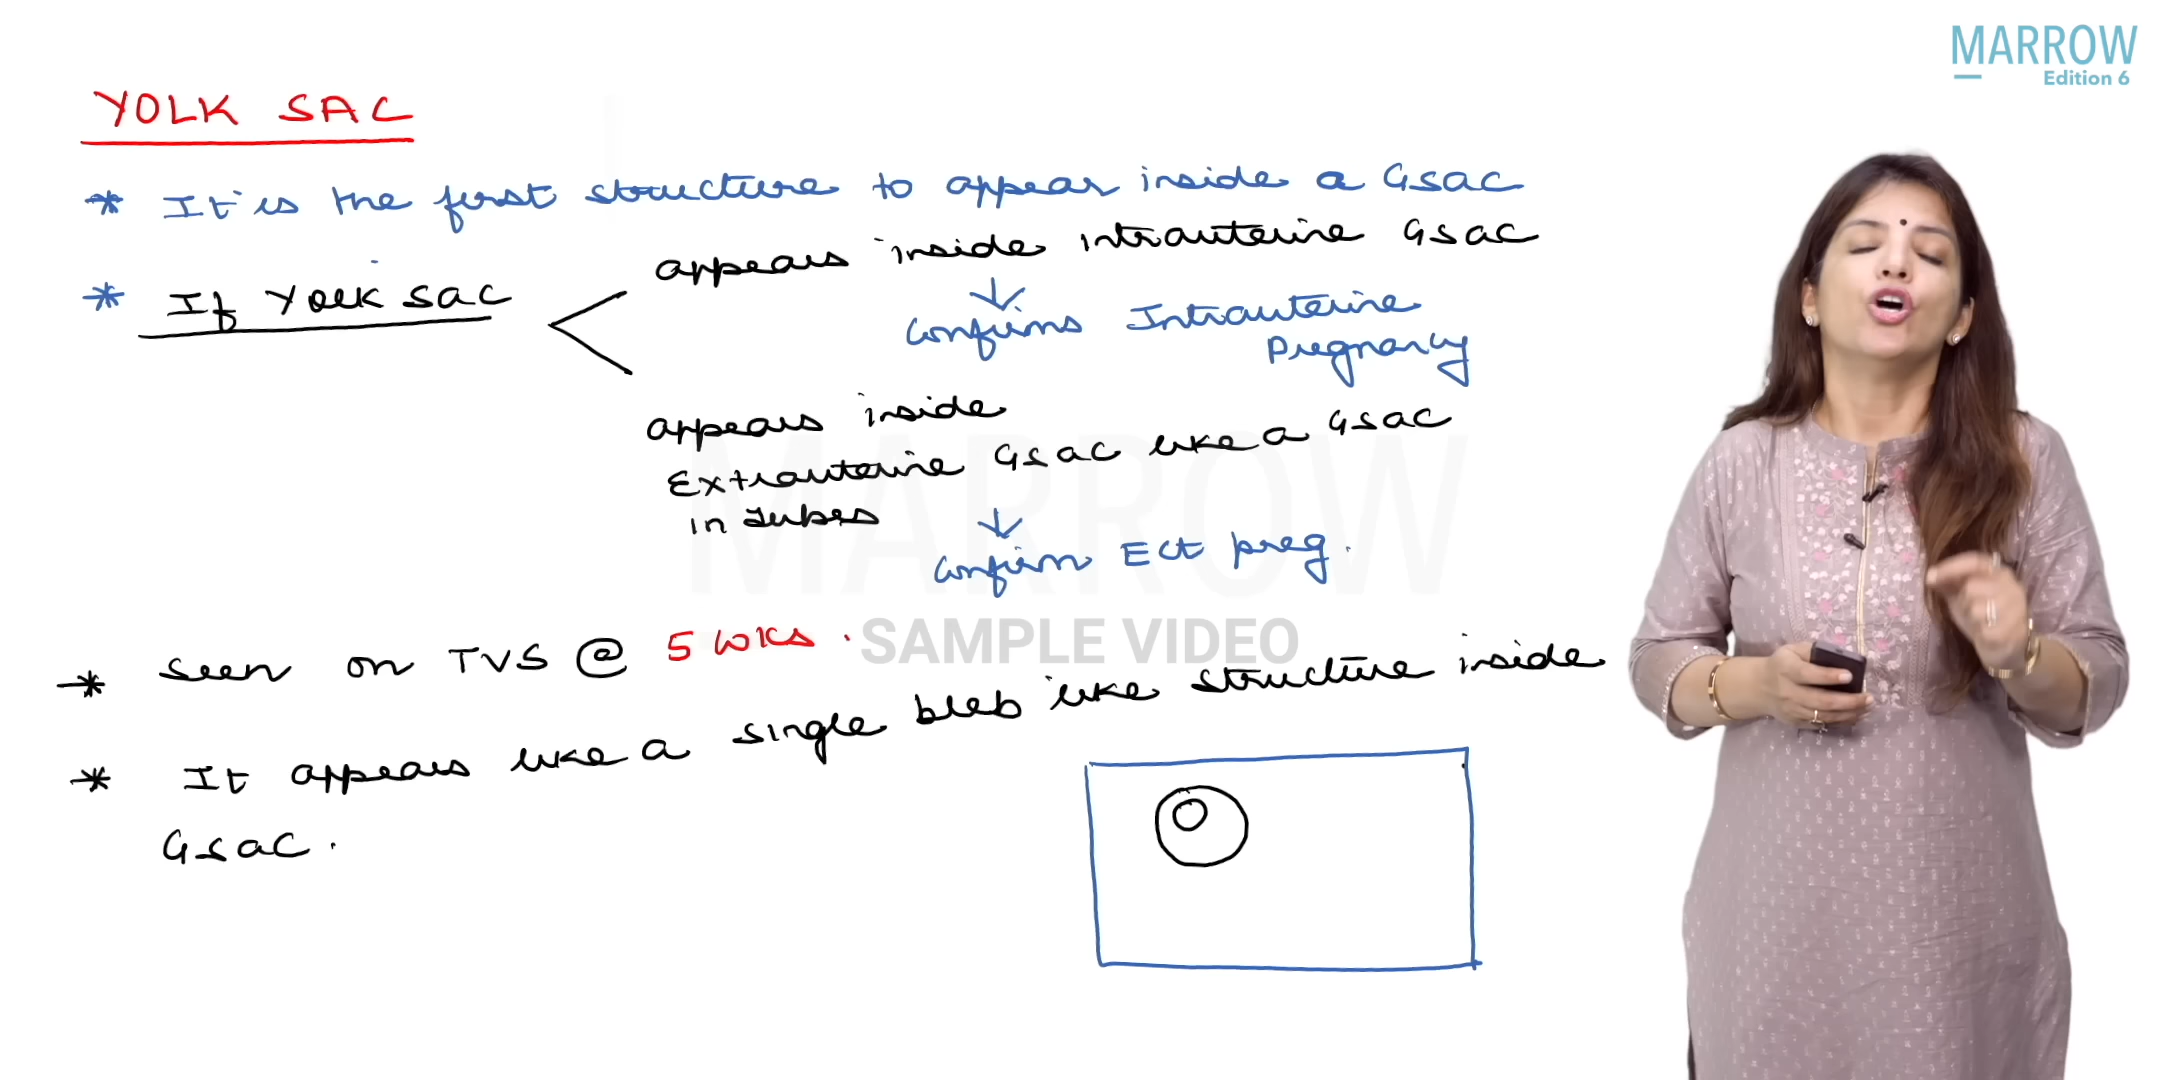 MARROW
Edition 6
YOLK SAC
* It is the first structure to appear inside a Gsac
* If Yolk sac
appears inside intrauterine Gsac
↓
Confirms Intrauterine
Pregnancy
appears inside
Extrauterine Gsac like a Gsac
in tubes
↓
Confirm Ect preg.
* Seen on TVS @ 5 wks.
SAMPLE VIDEO
* It appears like a single bleb like structure inside
Gsac.
MARROW